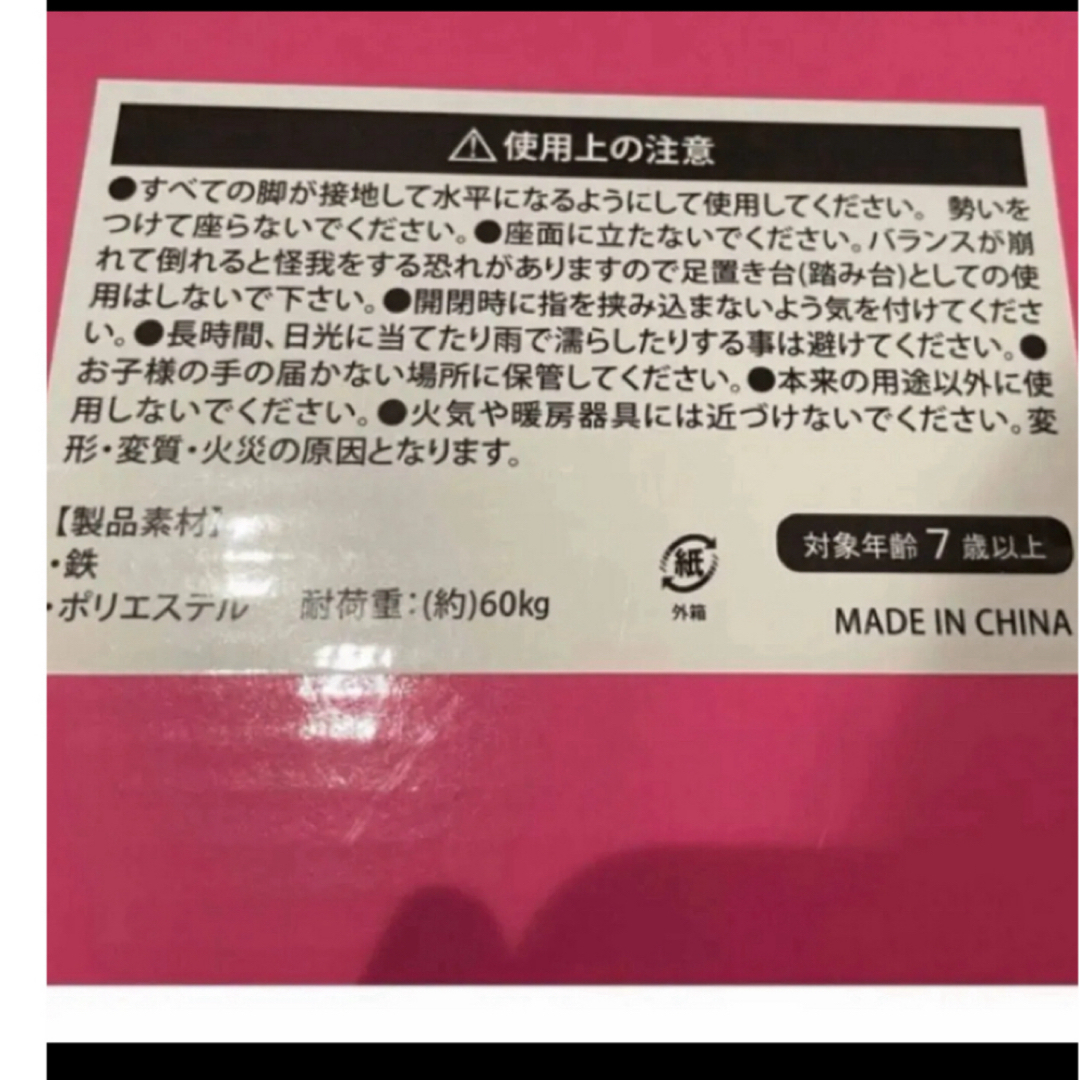 ⚠使用上の注意
●すべての脚が接地して水平になるようにして使用してください。 勢いを
つけて座らないでください。●座面に立たないでください。バランスが崩
れて倒れると怪我をする恐れがありますので足置き台(踏み台)としての使
用はしないで下さい。●開閉時に指を挟み込まないよう気を付けてくださ
い。●長時間、日光に当てたり雨で濡らしたりする事は避けてください。●
お子様の手の届かない場所に保管してください。●本来の用途以外に使
用しないでください。●火気や暖房器具には近づけないでください。変
形・変質・火災の原因となります。
【製品素材】
・鉄
・ポリエステル 耐荷重：(約)60kg
紙
外箱
対象年齢 7 歳以上
MADE IN CHINA